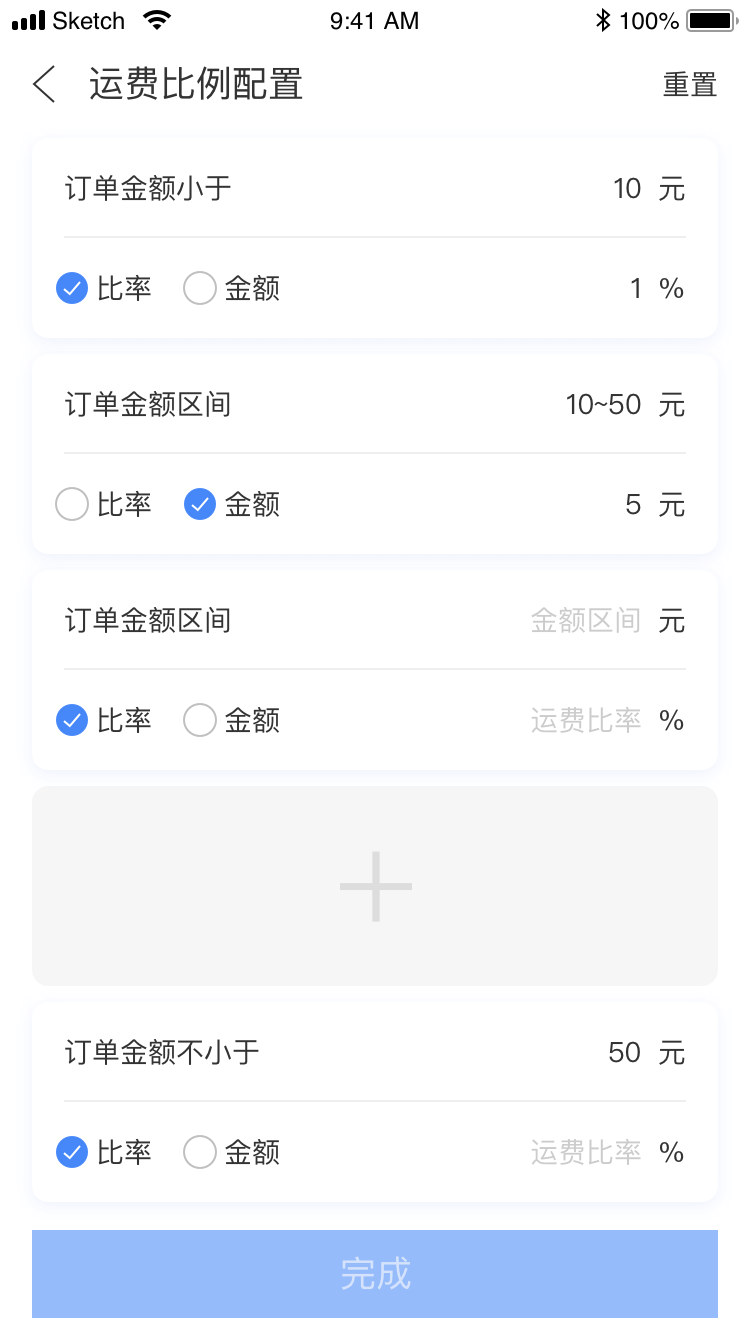 Sketch 9:41 AM 100%
运费比例配置 重置
订单金额小于 10 元
比率 金额 1 %
订单金额区间 10~50 元
比率 金额 5 元
订单金额区间 金额区间 元
比率 金额 运费比率 %
订单金额不小于 50 元
比率 金额 运费比率 %
完成